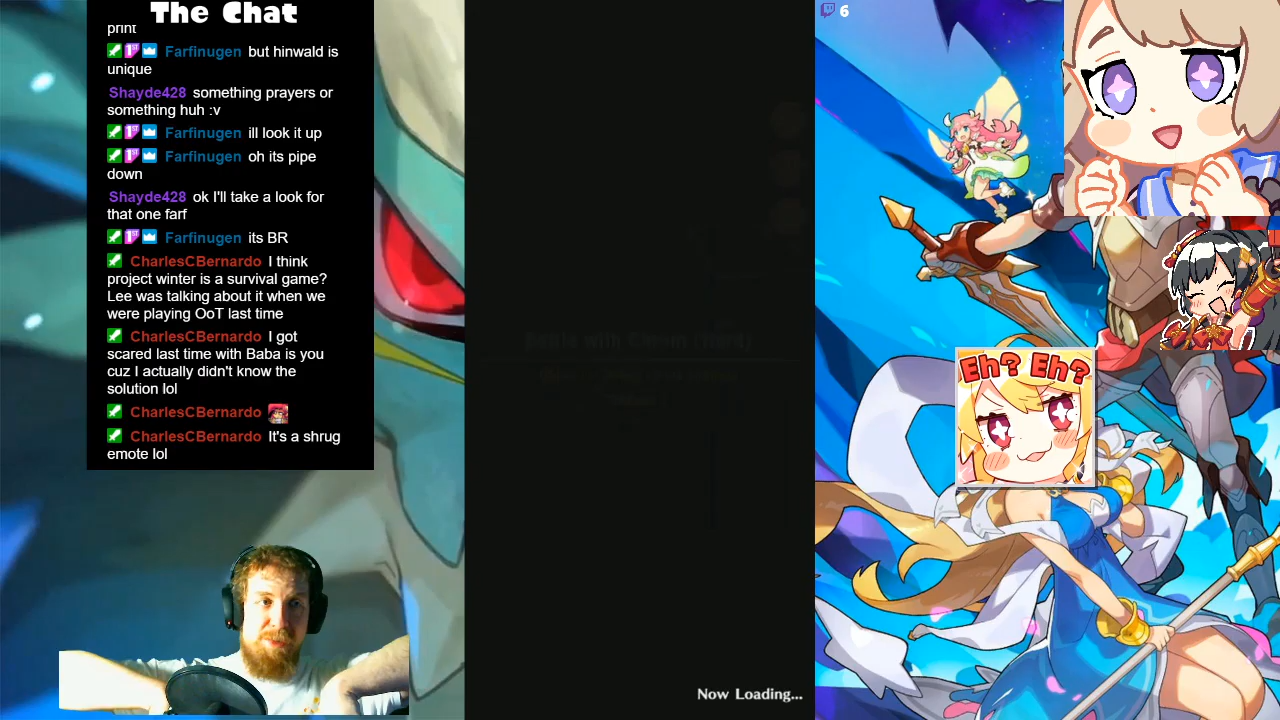 The Chat
print
Farfinugen but hinwald is
unique
Shayde428 something prayers or
something huh :v
Farfinugen ill look it up
Farfinugen oh its pipe
down
Shayde428 ok I'll take a look for
that one farf
Farfinugen its BR
CharlesCBernardo I think
project winter is a survival game?
Lee was talking about it when we
were playing OoT last time
CharlesCBernardo I got
scared last time with Baba is you
cuz I actually didn't know the
solution lol
CharlesCBernardo
CharlesCBernardo It's a shrug
emote lol
Now Loading...
6
Eh? Eh?